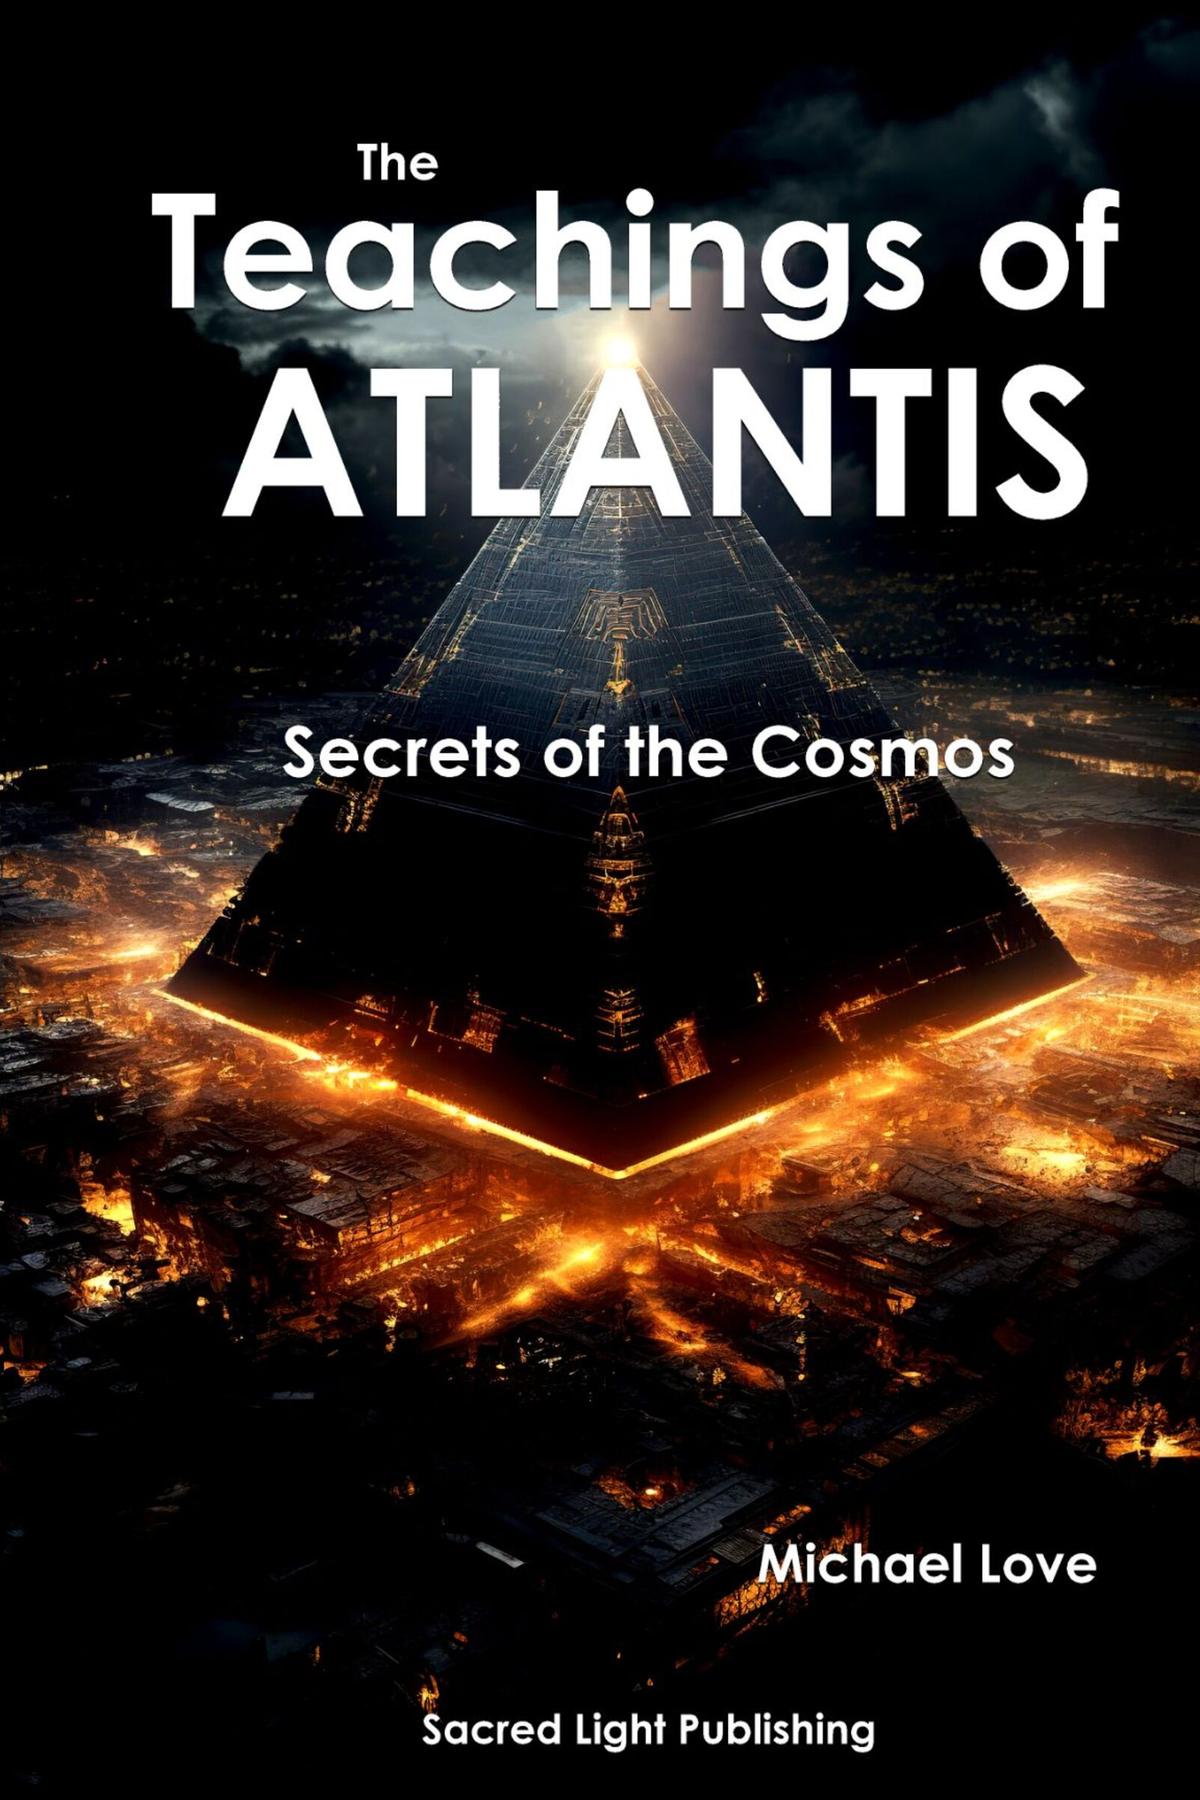 The
Teachings of
ATLANTIS
Secrets of the Cosmos
Michael Love
Sacred Light Publishing